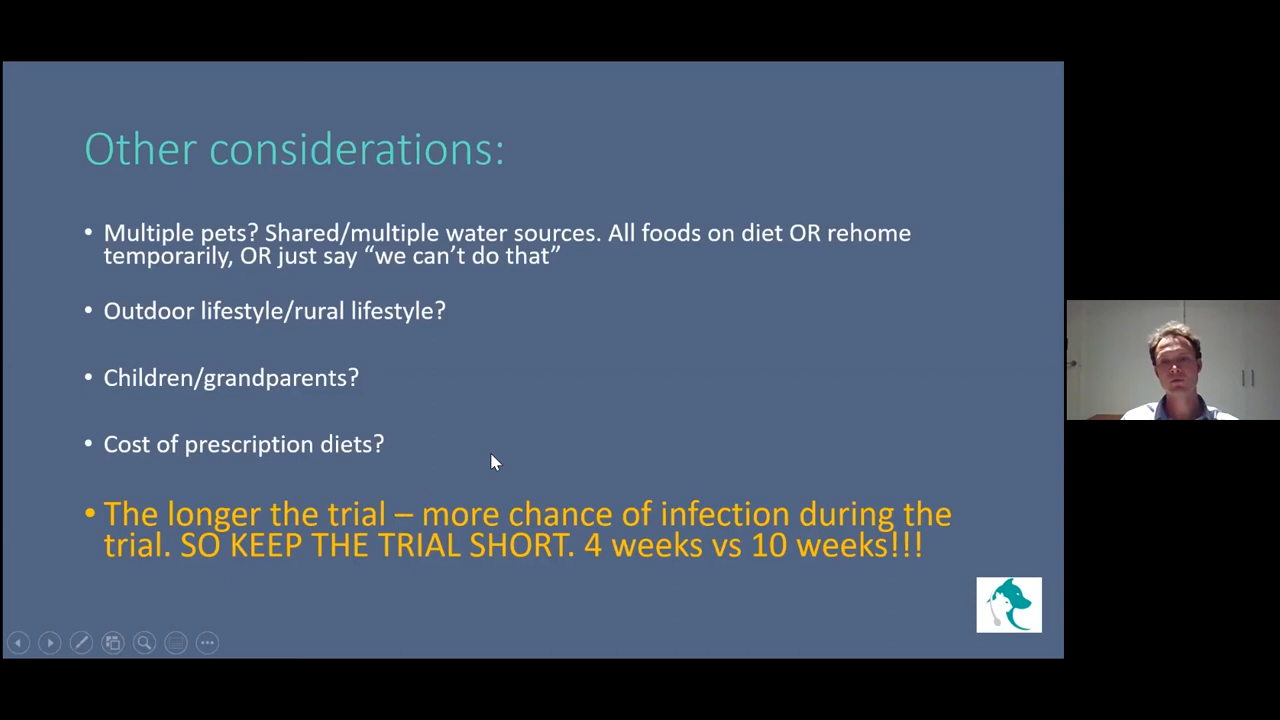 Other considerations:
• Multiple pets? Shared/multiple water sources. All foods on diet OR rehome
temporarily, OR just say “we can’t do that”
• Outdoor lifestyle/rural lifestyle?
• Children/grandparents?
• Cost of prescription diets?
• The longer the trial – more chance of infection during the
trial. SO KEEP THE TRIAL SHORT. 4 weeks vs 10 weeks!!!